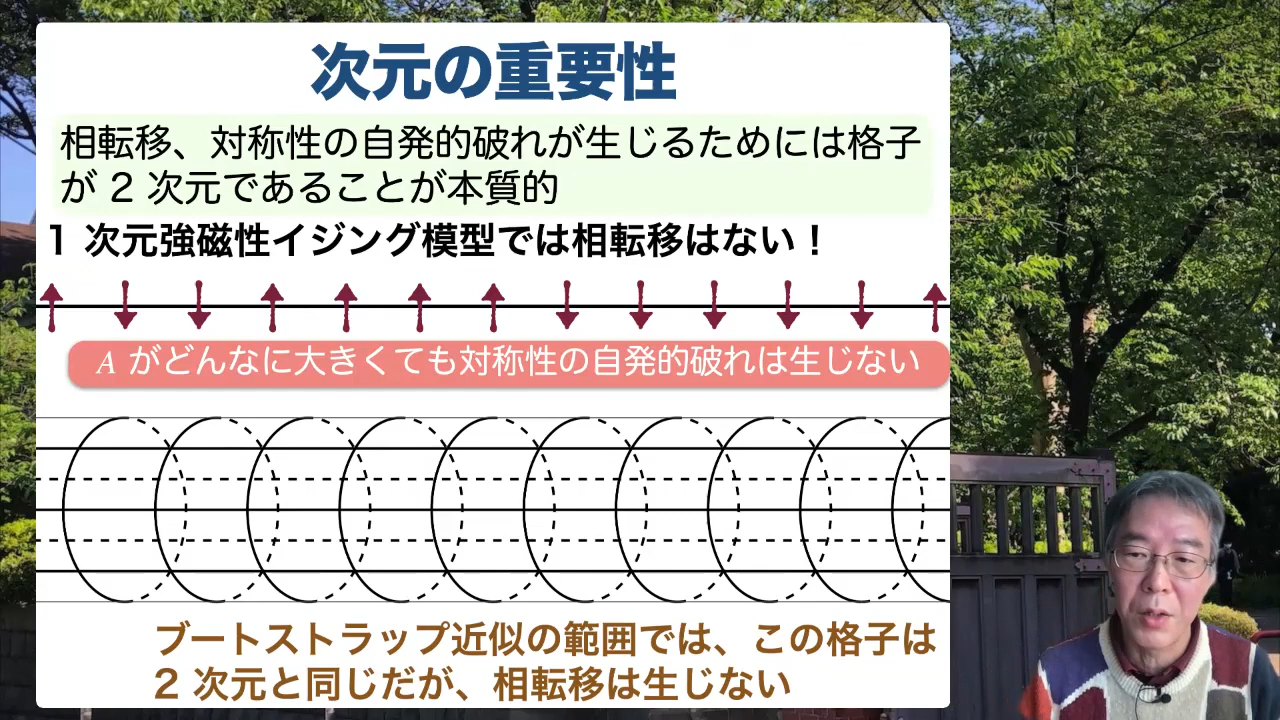 次元の重要性
相転移、対称性の自発的破れが生じるためには格子
が 2 次元であることが本質的
1 次元強磁性イジング模型では相転移はない！
A がどんなに大きくても対称性の自発的破れは生じない
ブートストラップ近似の範囲では、この格子は
2 次元と同じだが、相転移は生じない